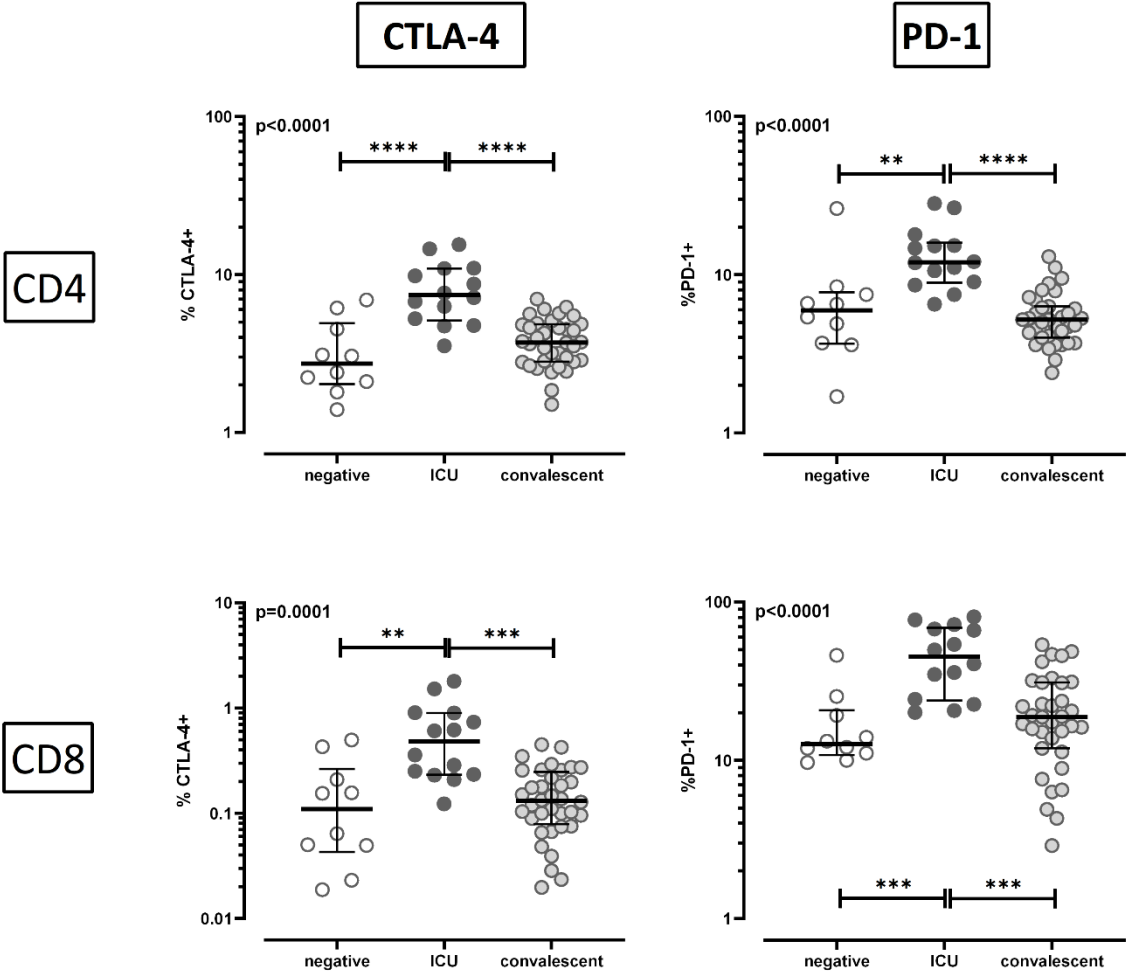 CTLA-4
PD-1
CD4
100
10
1
% CTLA-4+
p<0.0001
**** ****
negative ICU convalescent
100
10
1
%PD-1+
p<0.0001
** ****
negative ICU convalescent
CD8
10
1
0.1
0.01
% CTLA-4+
p=0.0001
** ***
negative ICU convalescent
100
10
1
%PD-1+
p<0.0001
*** ***
negative ICU convalescent